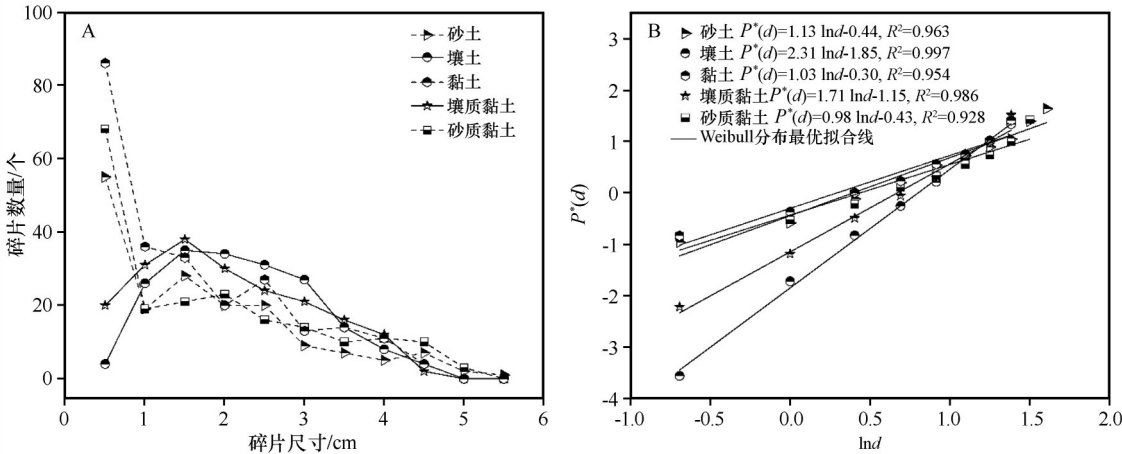 A
砂土
壤土
黏土
壤质黏土
砂质黏土
碎片数量/个
100
80
60
40
20
0
0 1 2 3 4 5 6
碎片尺寸/cm
B
砂土 P*(d)=1.13 lnd-0.44, R²=0.963
壤土 P*(d)=2.31 lnd-1.85, R²=0.997
黏土 P*(d)=1.03 lnd-0.30, R²=0.954
壤质黏土P*(d)=1.71 lnd-1.15, R²=0.986
砂质黏土 P*(d)=0.98 lnd-0.43, R²=0.928
Weibull分布最优拟合线
P*(d)
3
2
1
0
-1
-2
-3
-4
-1.0 -0.5 0.0 0.5 1.0 1.5 2.0
lnd